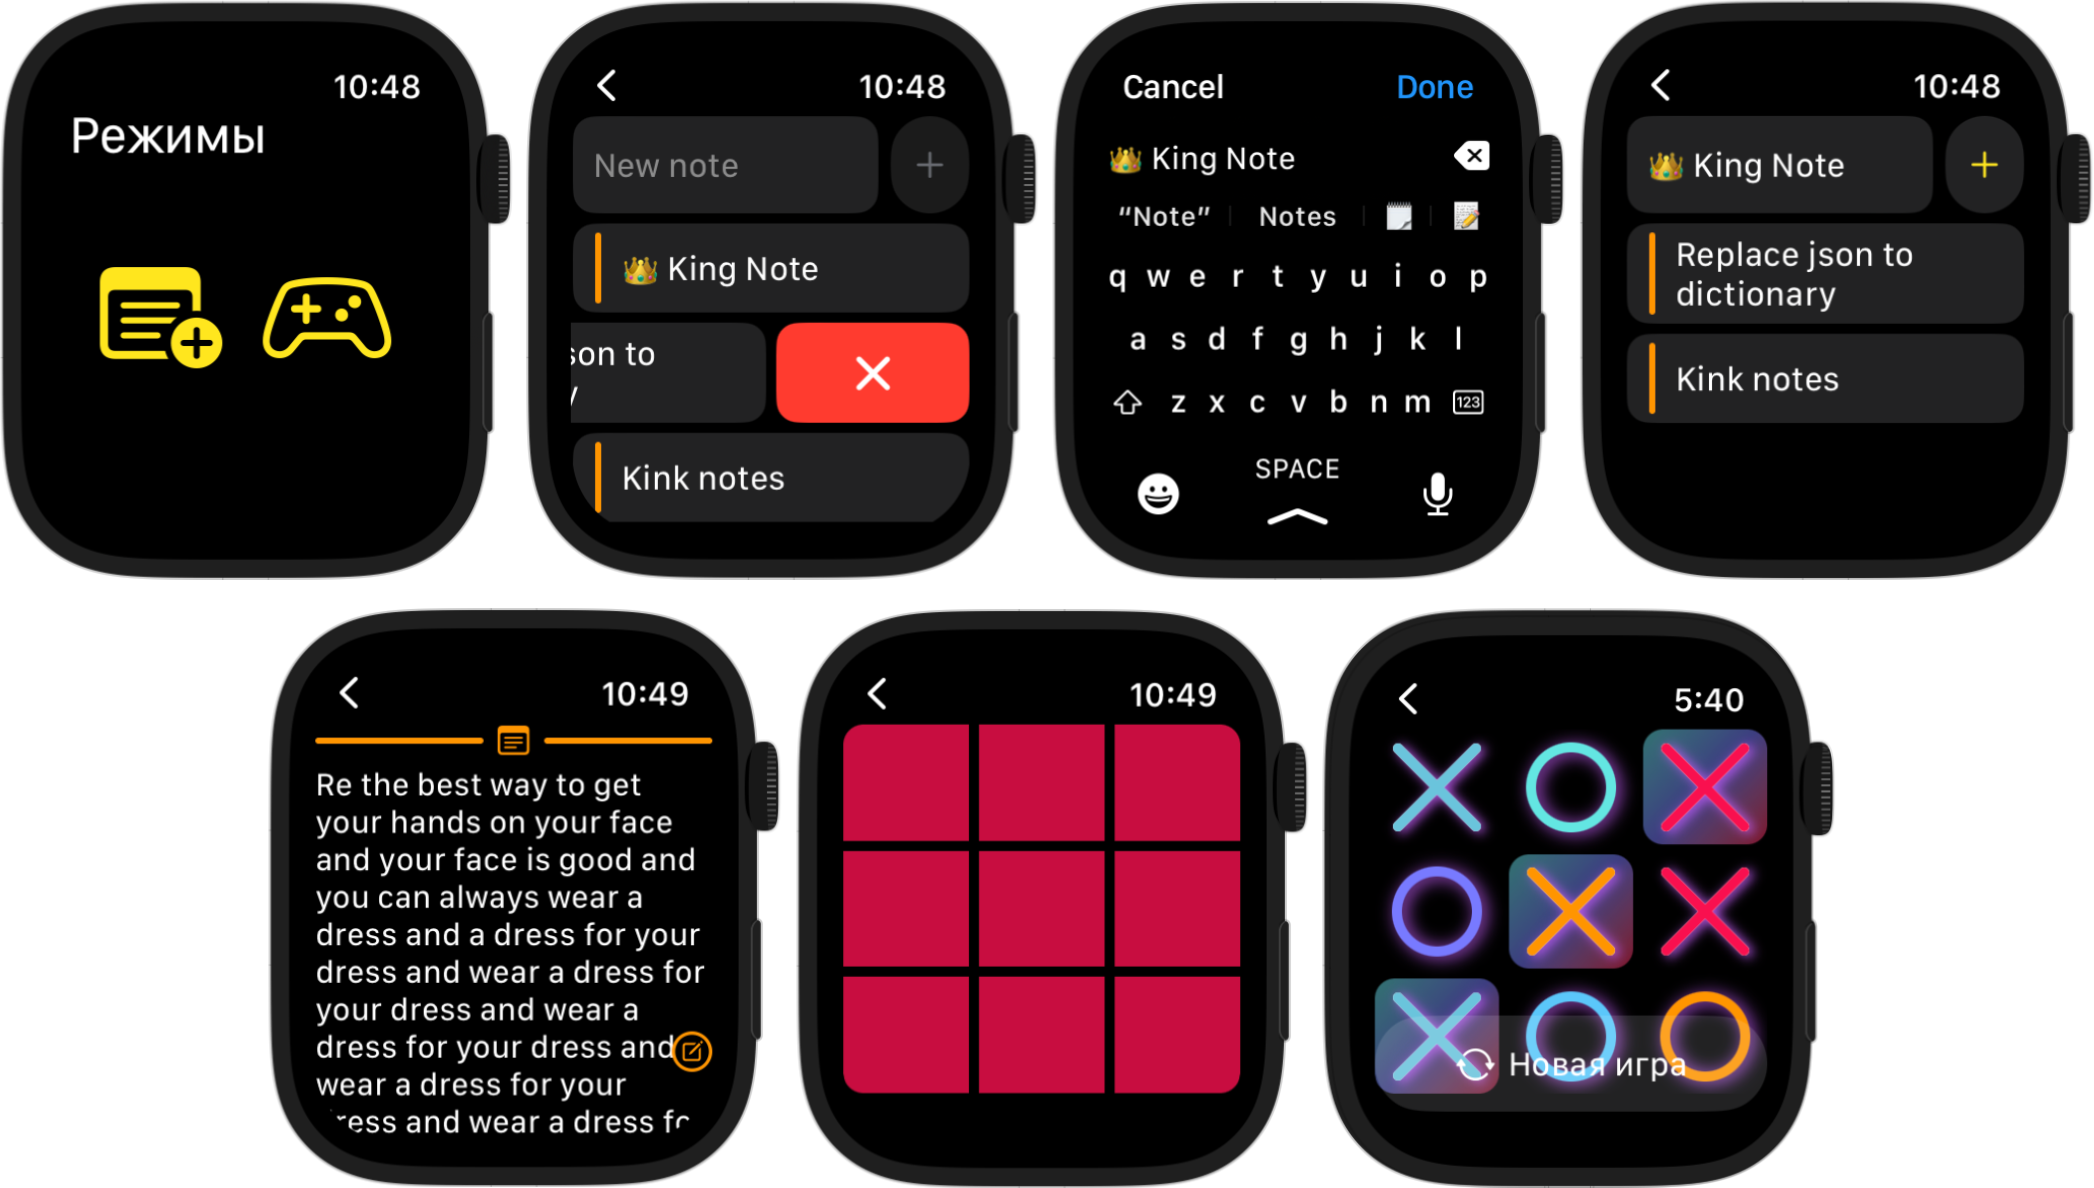 10:48
Режимы
10:48
New note
👑 King Note
son to
y
Kink notes
Cancel
Done
👑 King Note
“Note”
Notes
q w e r t y u i o p
a s d f g h j k l
z x c v b n m 123
SPACE
10:48
👑 King Note
Replace json to
dictionary
Kink notes
10:49
Re the best way to get
your hands on your face
and your face is good and
you can always wear a
dress and a dress for your
dress and wear a dress for
your dress and wear a
dress for your dress and
wear a dress for your
dress and wear a dress fo
10:49
5:40
Новая игра